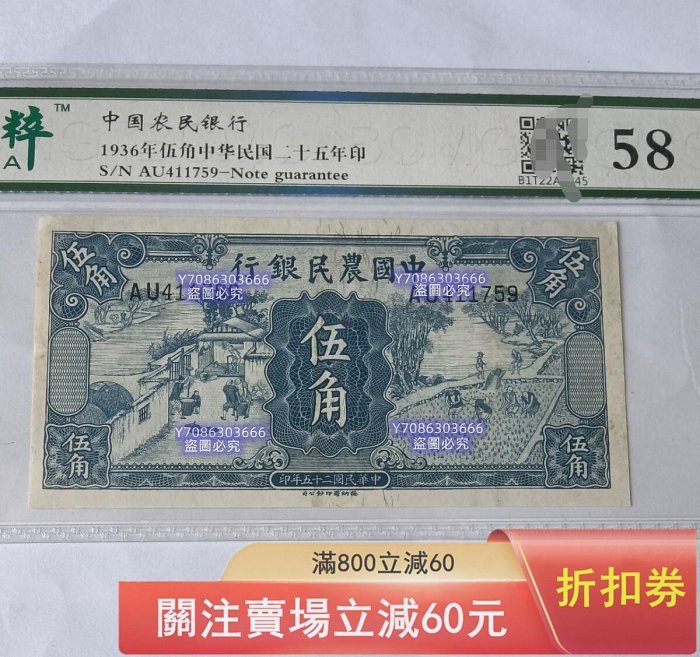 粹 TM
A
中国农民银行
1936年伍角中华民国二十五年印
S/N AU411759-Note guarantee
58
伍角
行銀民農國中
伍角
Y7086303666
盜圖必究
Y7086303666
盜圖必究
AU41
AU411759
伍角
Y7086303666
盜圖必究
Y7086303666
盜圖必究
伍角
伍角
印年五十二國民華中
滿800立減60
關注賣場立減60元
折扣券